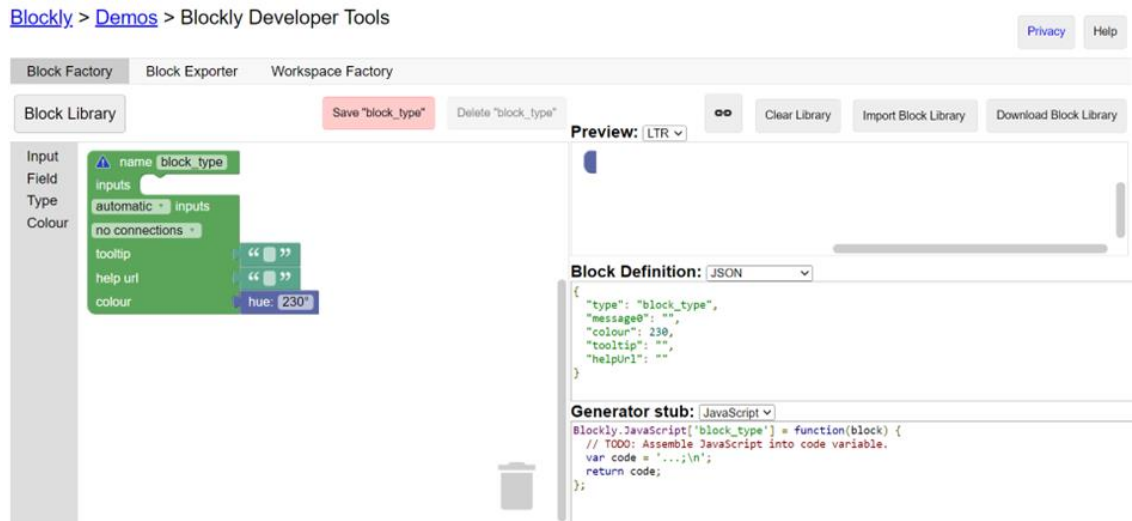 Blockly > Demos > Blockly Developer Tools
Privacy
Help
Block Factory
Block Exporter
Workspace Factory
Block Library
Save "block_type"
Delete "block_type"
Clear Library
Import Block Library
Download Block Library
Input
Field
Type
Colour
name block_type
inputs
automatic inputs
no connections
tooltip “ ”
help url “ ”
colour hue: 230°
Preview: LTR
Block Definition: JSON
{
"type": "block_type",
"message0": "",
"colour": 230,
"tooltip": "",
"helpUrl": ""
}
Generator stub: JavaScript
Blockly.JavaScript['block_type'] = function(block) {
// TODO: Assemble JavaScript into code variable.
var code = '...;\n';
return code;
};